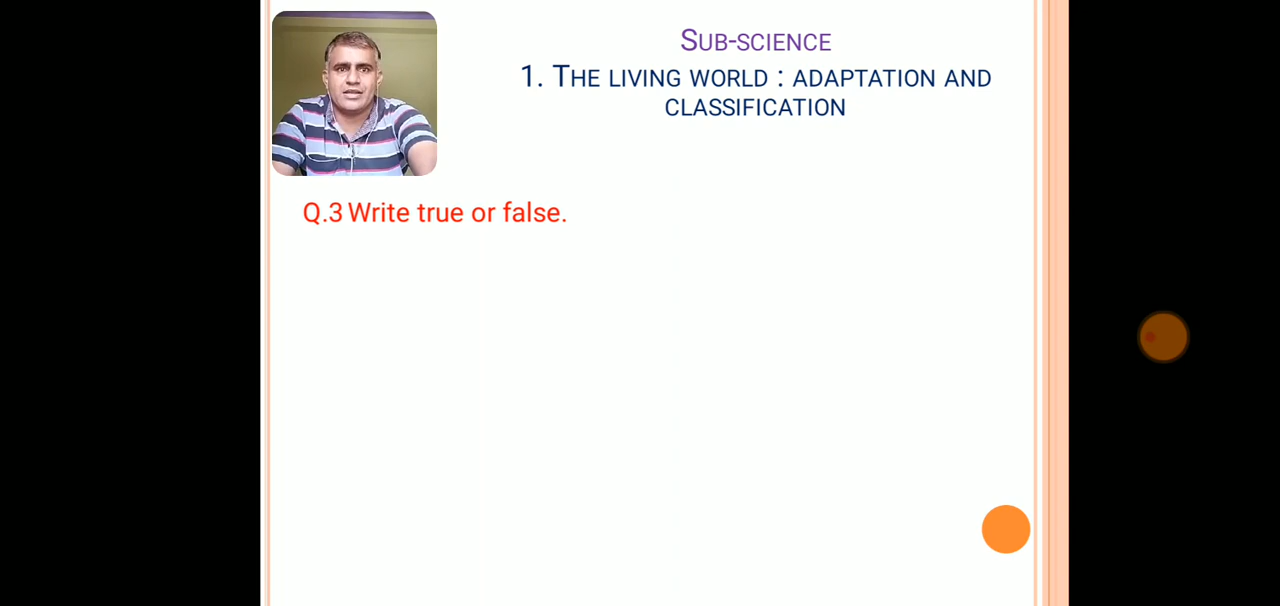 Sub-science
1. The living world : adaptation and
classification
Q.3 Write true or false.